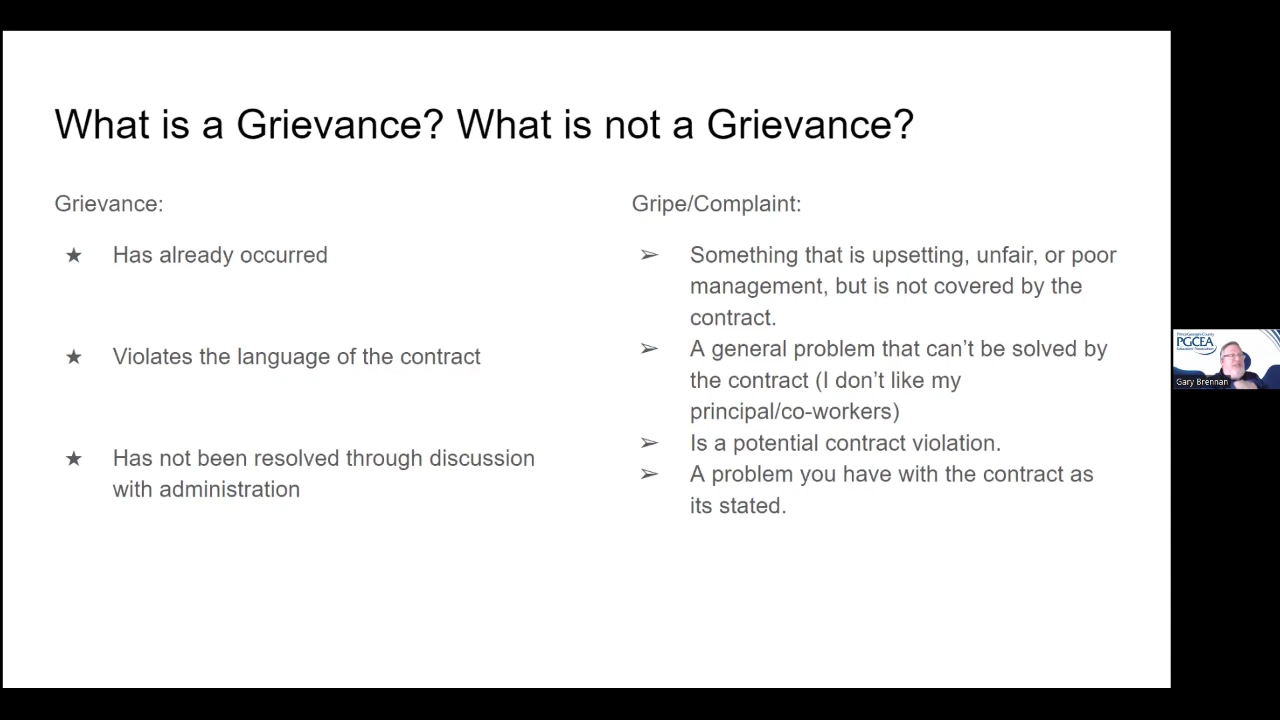 What is a Grievance? What is not a Grievance?
Grievance:
★ Has already occurred
★ Violates the language of the contract
★ Has not been resolved through discussion
with administration
Gripe/Complaint:
➢ Something that is upsetting, unfair, or poor
management, but is not covered by the
contract.
➢ A general problem that can’t be solved by
the contract (I don’t like my
principal/co-workers)
➢ Is a potential contract violation.
➢ A problem you have with the contract as
its stated.
PGCEA
Gary Brennan